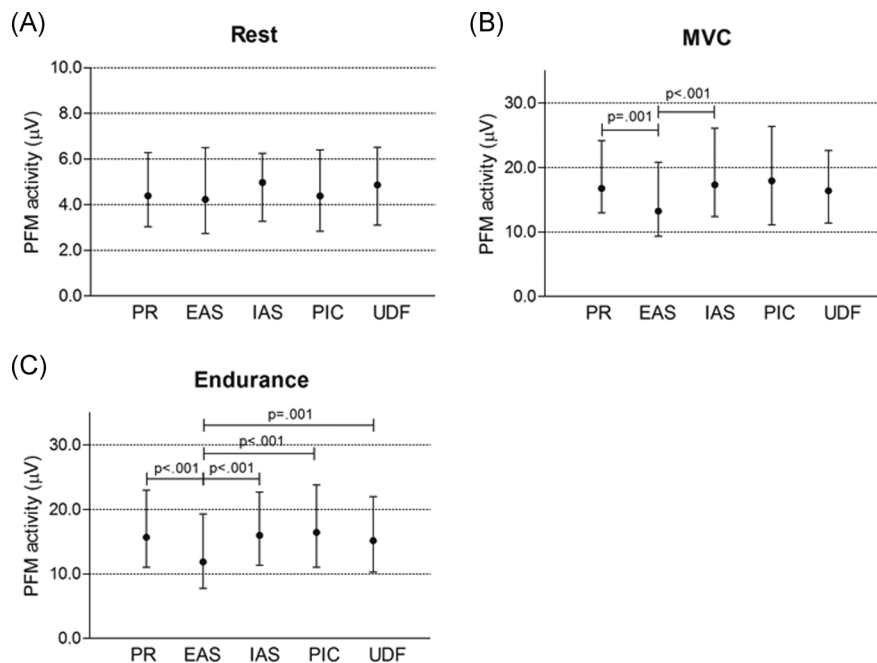 (A)
Rest
PFM activity (µV)
10.0
8.0
6.0
4.0
2.0
0.0
PR EAS IAS PIC UDF
(B)
MVC
PFM activity (µV)
30.0
20.0
10.0
0.0
p<.001
p=.001
PR EAS IAS PIC UDF
(C)
Endurance
PFM activity (µV)
30.0
20.0
10.0
0.0
p=.001
p<.001
p<.001 p<.001
PR EAS IAS PIC UDF